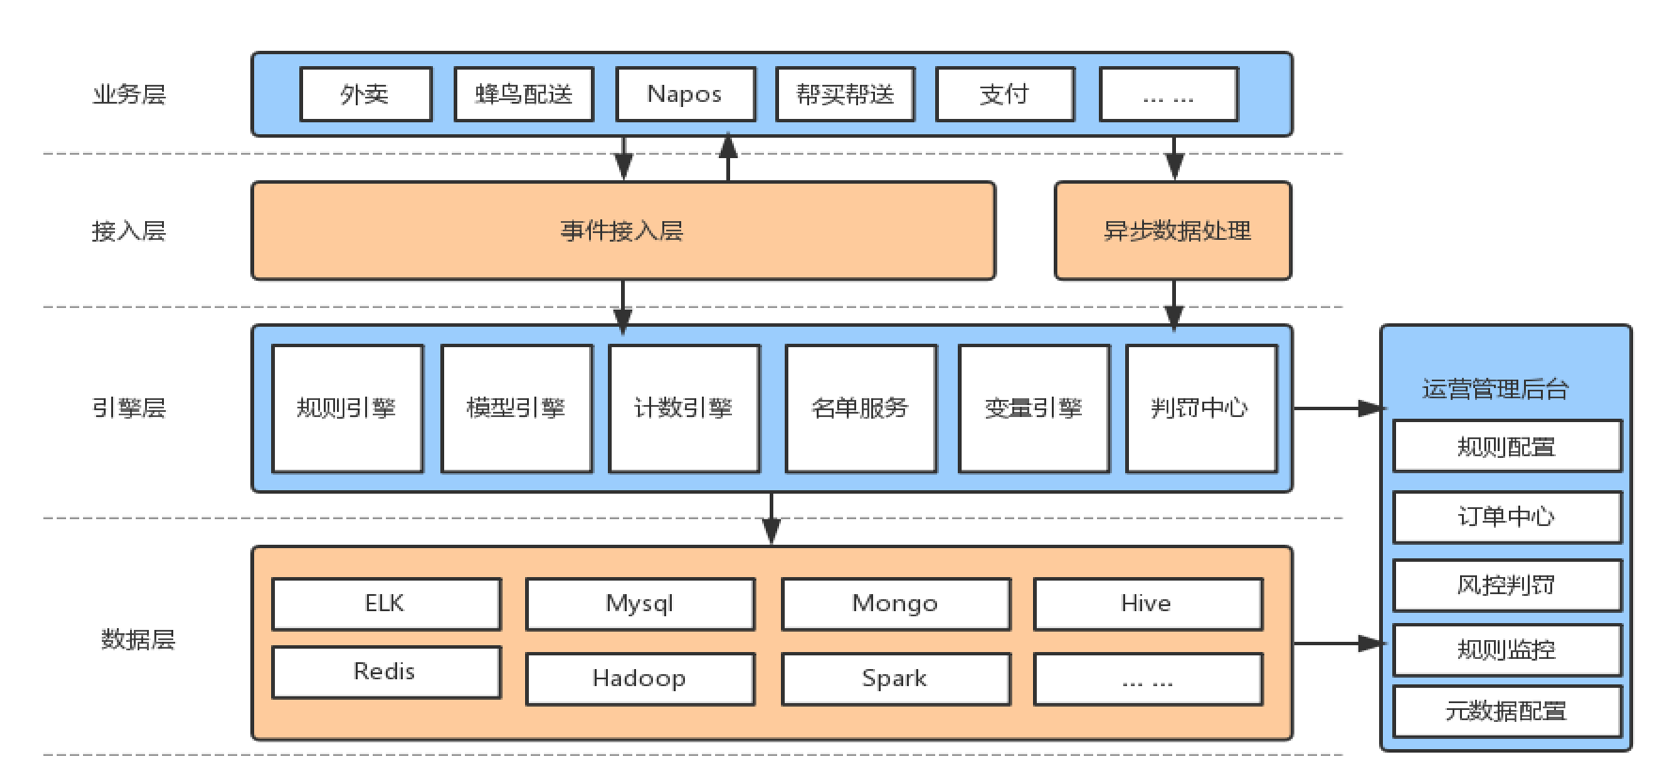 业务层
外卖
蜂鸟配送
Napos
帮买帮送
支付
... ...
接入层
事件接入层
异步数据处理
引擎层
规则引擎
模型引擎
计数引擎
名单服务
变量引擎
判罚中心
运营管理后台
规则配置
订单中心
风控判罚
规则监控
元数据配置
数据层
ELK
Mysql
Mongo
Hive
Redis
Hadoop
Spark
... ...